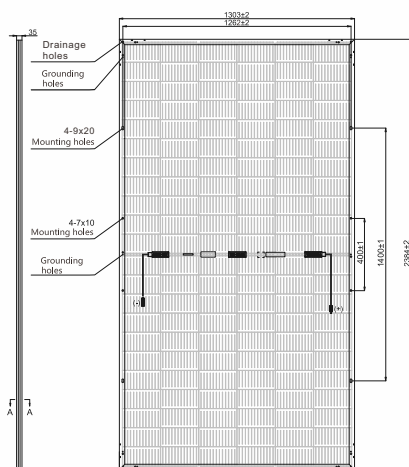 1303±2
1262±2
35
Drainage
holes
Grounding
holes
4-9x20
Mounting holes
4-7x10
Mounting holes
Grounding
holes
400±1
1400±1
2384±2
(-)
(+)
A
A